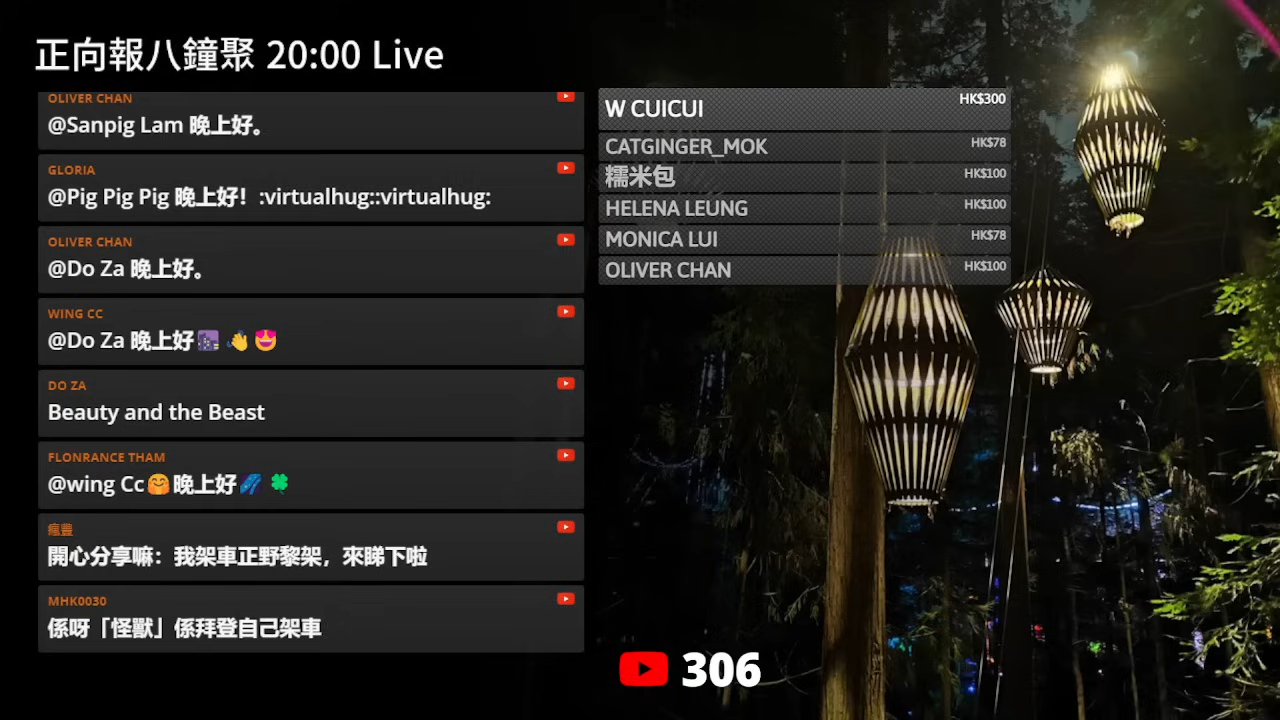 正向報八鐘聚 20:00 Live
OLIVER CHAN
@Sanpig Lam 晚上好。
GLORIA
@Pig Pig Pig 晚上好！:virtualhug::virtualhug:
OLIVER CHAN
@Do Za 晚上好。
WING CC
@Do Za 晚上好🌆 👋 🤩
DO ZA
Beauty and the Beast
FLONRANCE THAM
@wing Cc🤗晚上好🌌 🍀
瘋豐
開心分享嘛：我架車正野黎架，來睇下啦
MHK0030
係呀「怪獸」係拜登自己架車
W CUICUI HK$300
CATGINGER_MOK HK$78
糯米包 HK$100
HELENA LEUNG HK$100
MONICA LUI HK$78
OLIVER CHAN HK$100
306